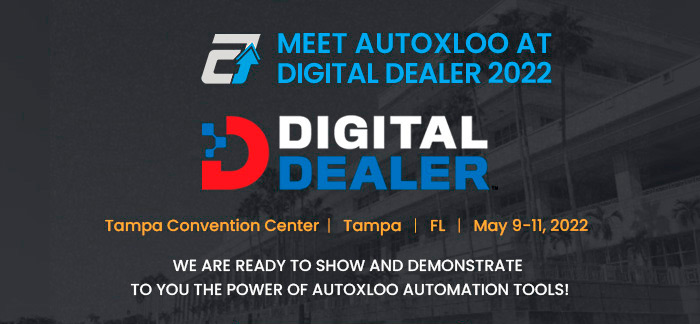 MEET AUTOXLOO AT
DIGITAL DEALER 2022
DIGITAL
DEALER™
Tampa Convention Center | Tampa | FL | May 9-11, 2022
WE ARE READY TO SHOW AND DEMONSTRATE
TO YOU THE POWER OF AUTOXLOO AUTOMATION TOOLS!